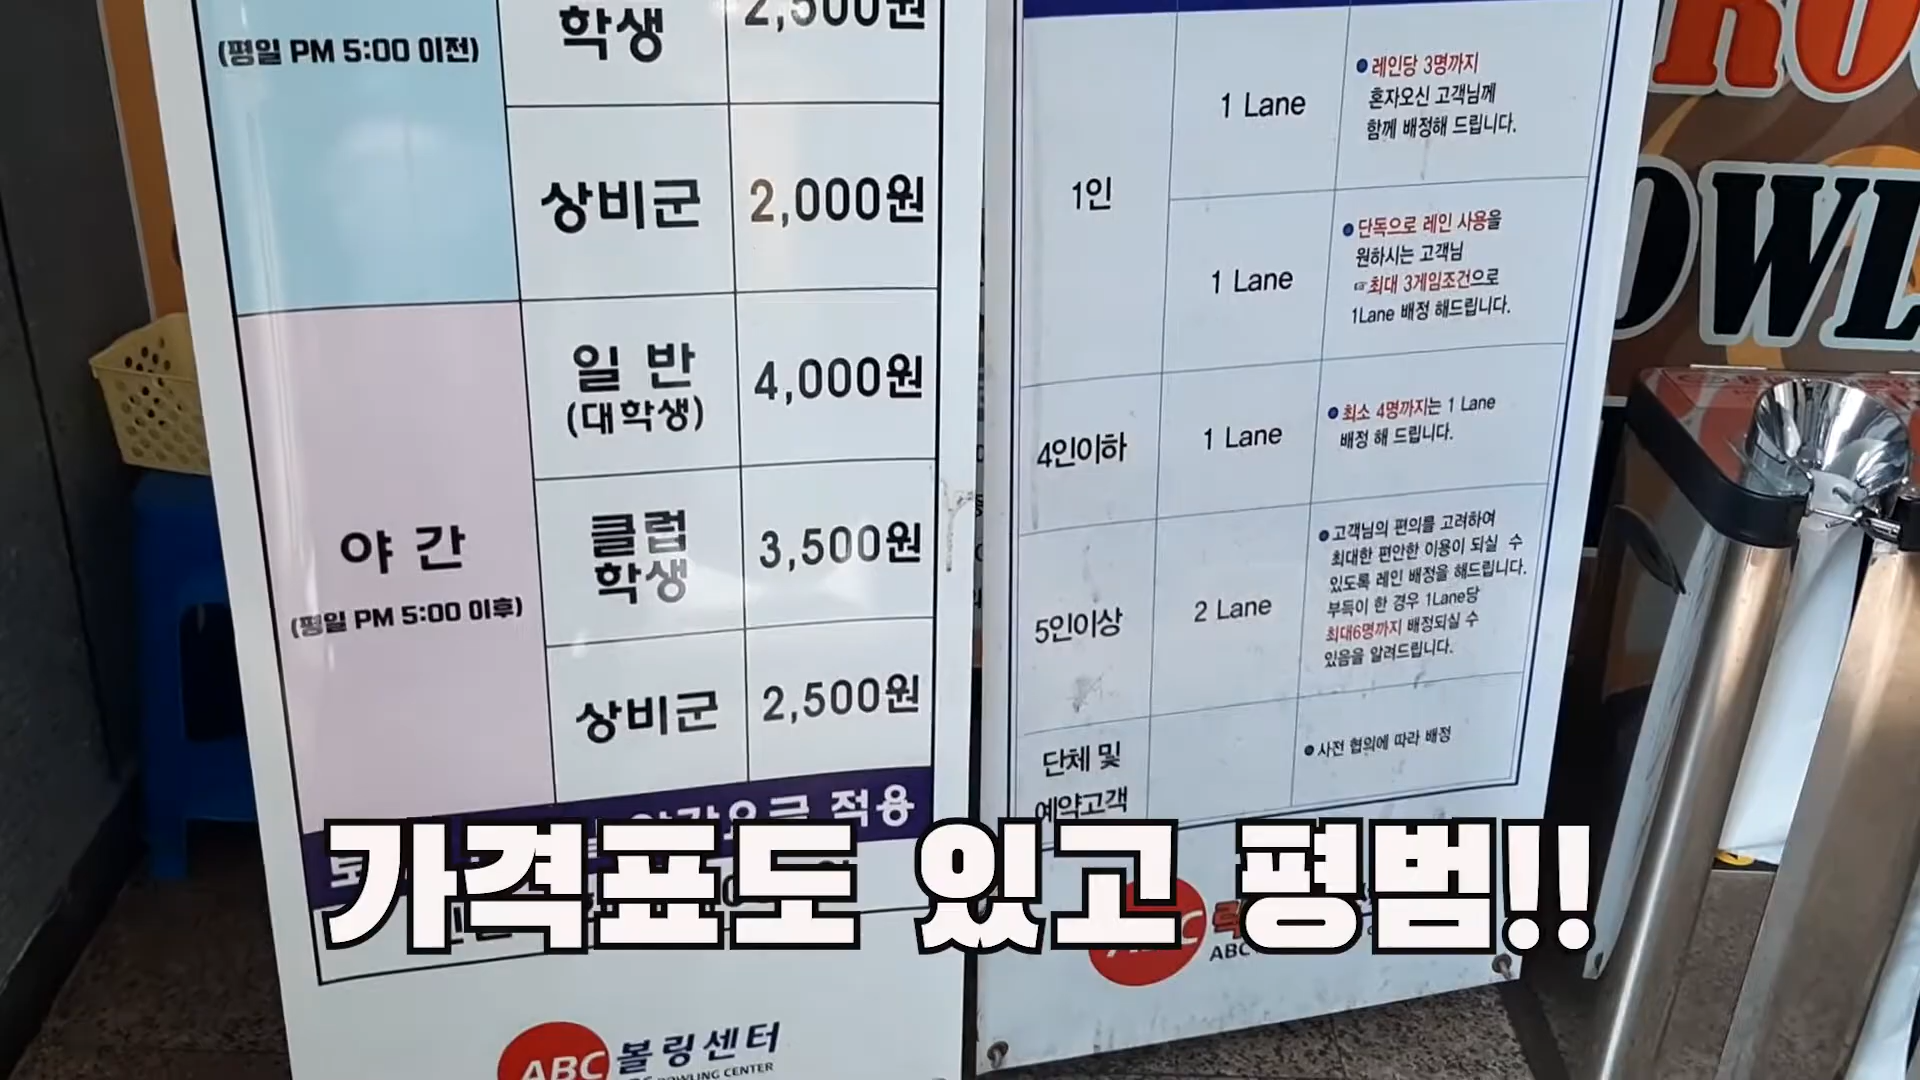 (평일 PM 5:00 이전)
학생
2,500원
상비군
2,000원
야 간
(평일 PM 5:00 이후)
일 반
(대학생)
4,000원
클럽
학생
3,500원
상비군
2,500원
적용
ABC 볼링센터
BOWLING CENTER
1인
1 Lane
레인당 3명까지
혼자오신 고객님께
함께 배정해 드립니다.
1 Lane
단독으로 레인 사용을
원하시는 고객님
☞최대 3게임조건으로
1Lane 배정 해드립니다.
4인이하
1 Lane
최소 4명까지는 1 Lane
배정 해 드립니다.
5인이상
2 Lane
고객님의 편의를 고려하여
최대한 편안한 이용이 되실 수
있도록 레인 배정을 해드립니다.
부득이 한 경우 1Lane당
최대6명까지 배정되실 수
있음을 알려드립니다.
단체 및
예약고객
사전 협의에 따라 배정
ABC
가격표도 있고 평범!!